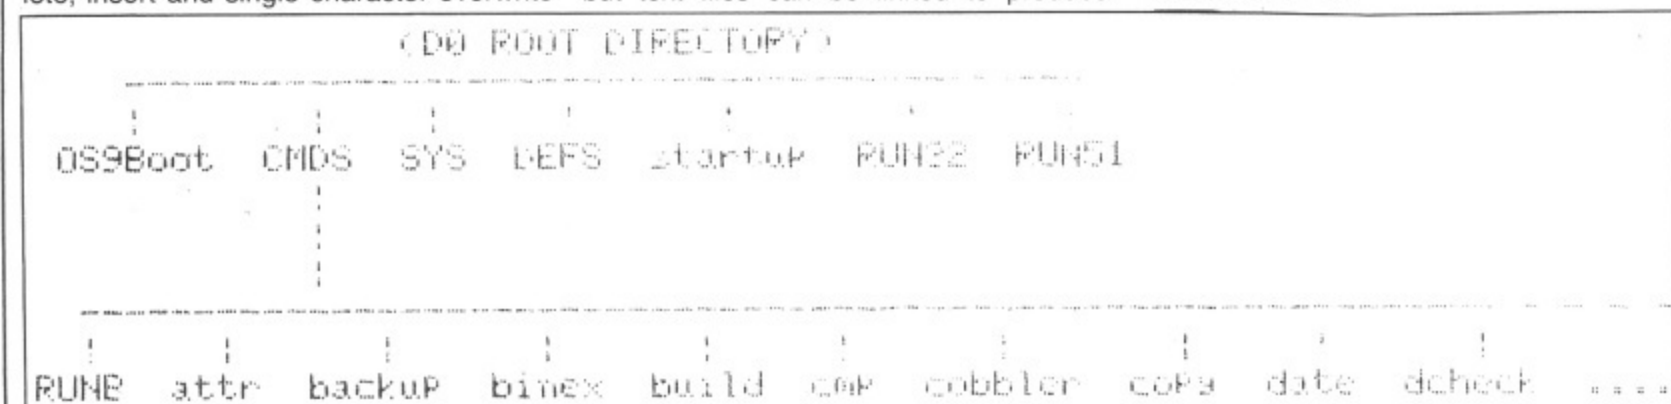 (D0 ROOT DIRECTORY)
OS9Boot CMDS SYS DEFS startup RUN32 RUN51
RUNB attr backup binex build cmp cobbler copy date dcheck ....